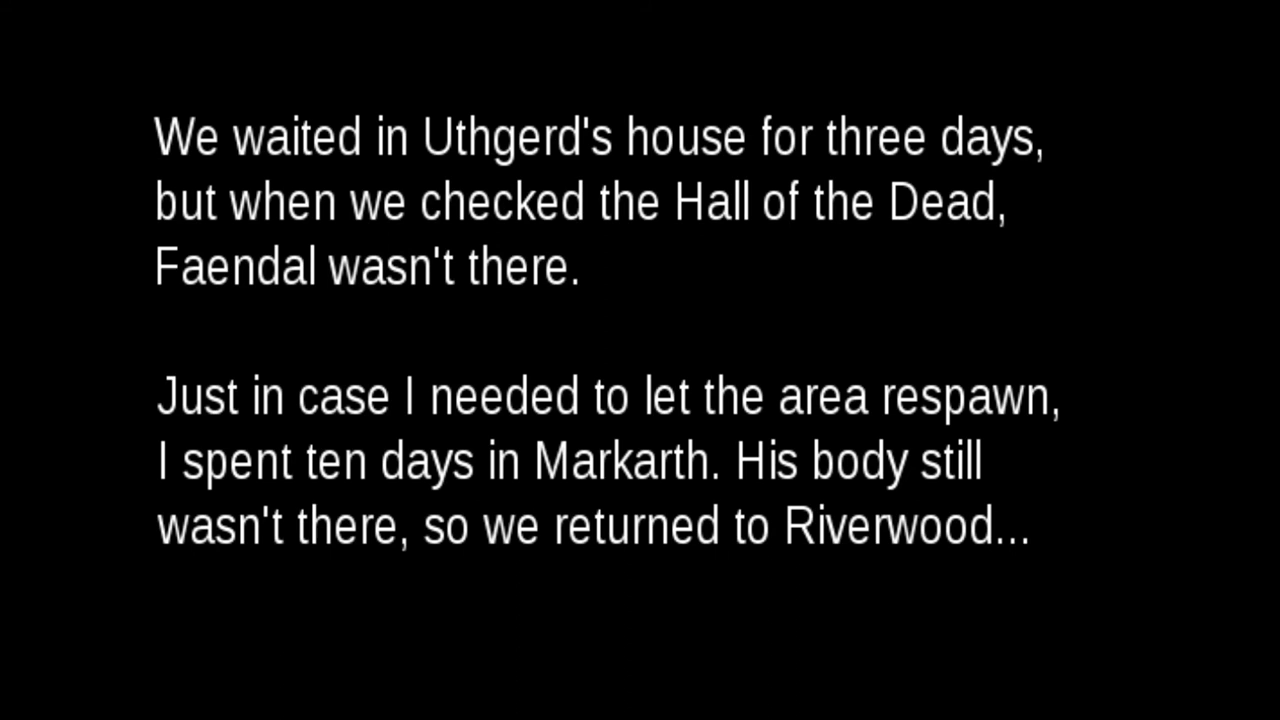 We waited in Uthgerd's house for three days,
but when we checked the Hall of the Dead,
Faendal wasn't there.
Just in case I needed to let the area respawn,
I spent ten days in Markarth. His body still
wasn't there, so we returned to Riverwood...